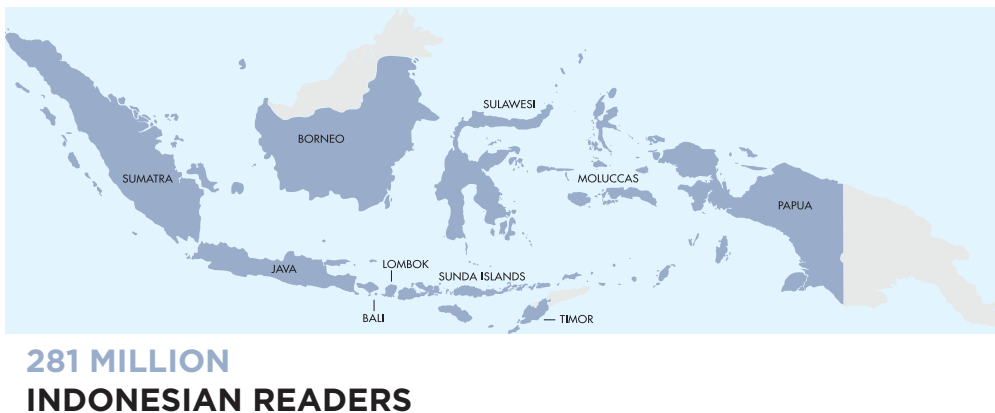 SULAWESI
BORNEO
SUMATRA
MOLUCCAS
PAPUA
JAVA
LOMBOK
SUNDA ISLANDS
BALI
TIMOR
281 MILLION
INDONESIAN READERS